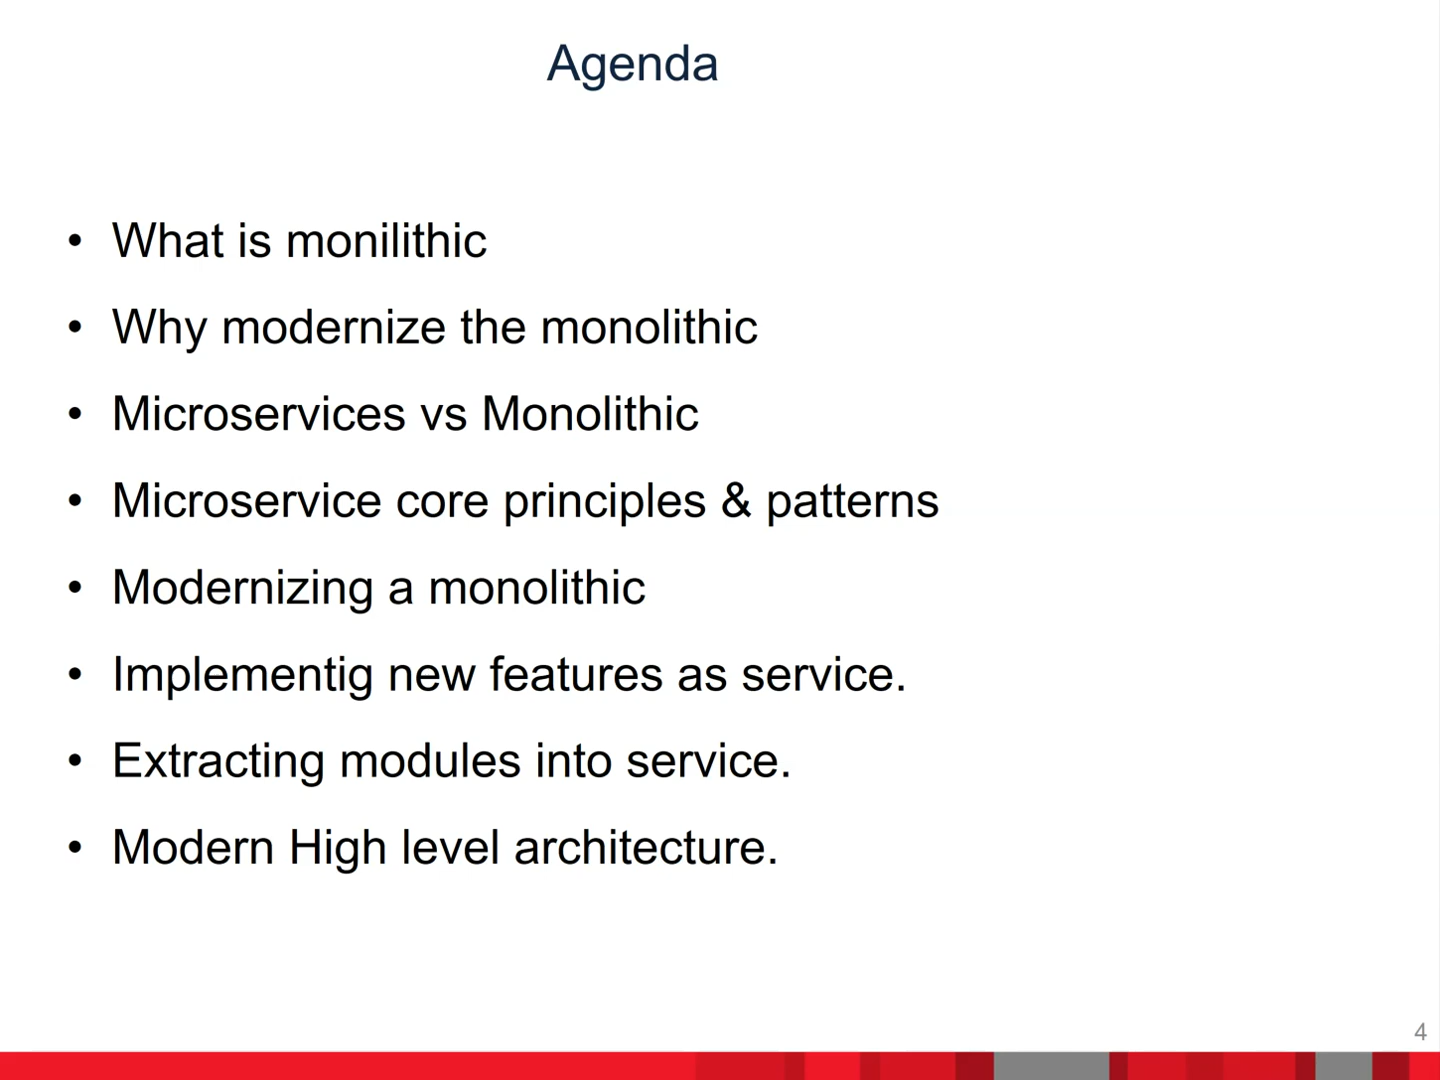 Agenda
• What is monilithic
• Why modernize the monolithic
• Microservices vs Monolithic
• Microservice core principles & patterns
• Modernizing a monolithic
• Implementig new features as service.
• Extracting modules into service.
• Modern High level architecture.
4